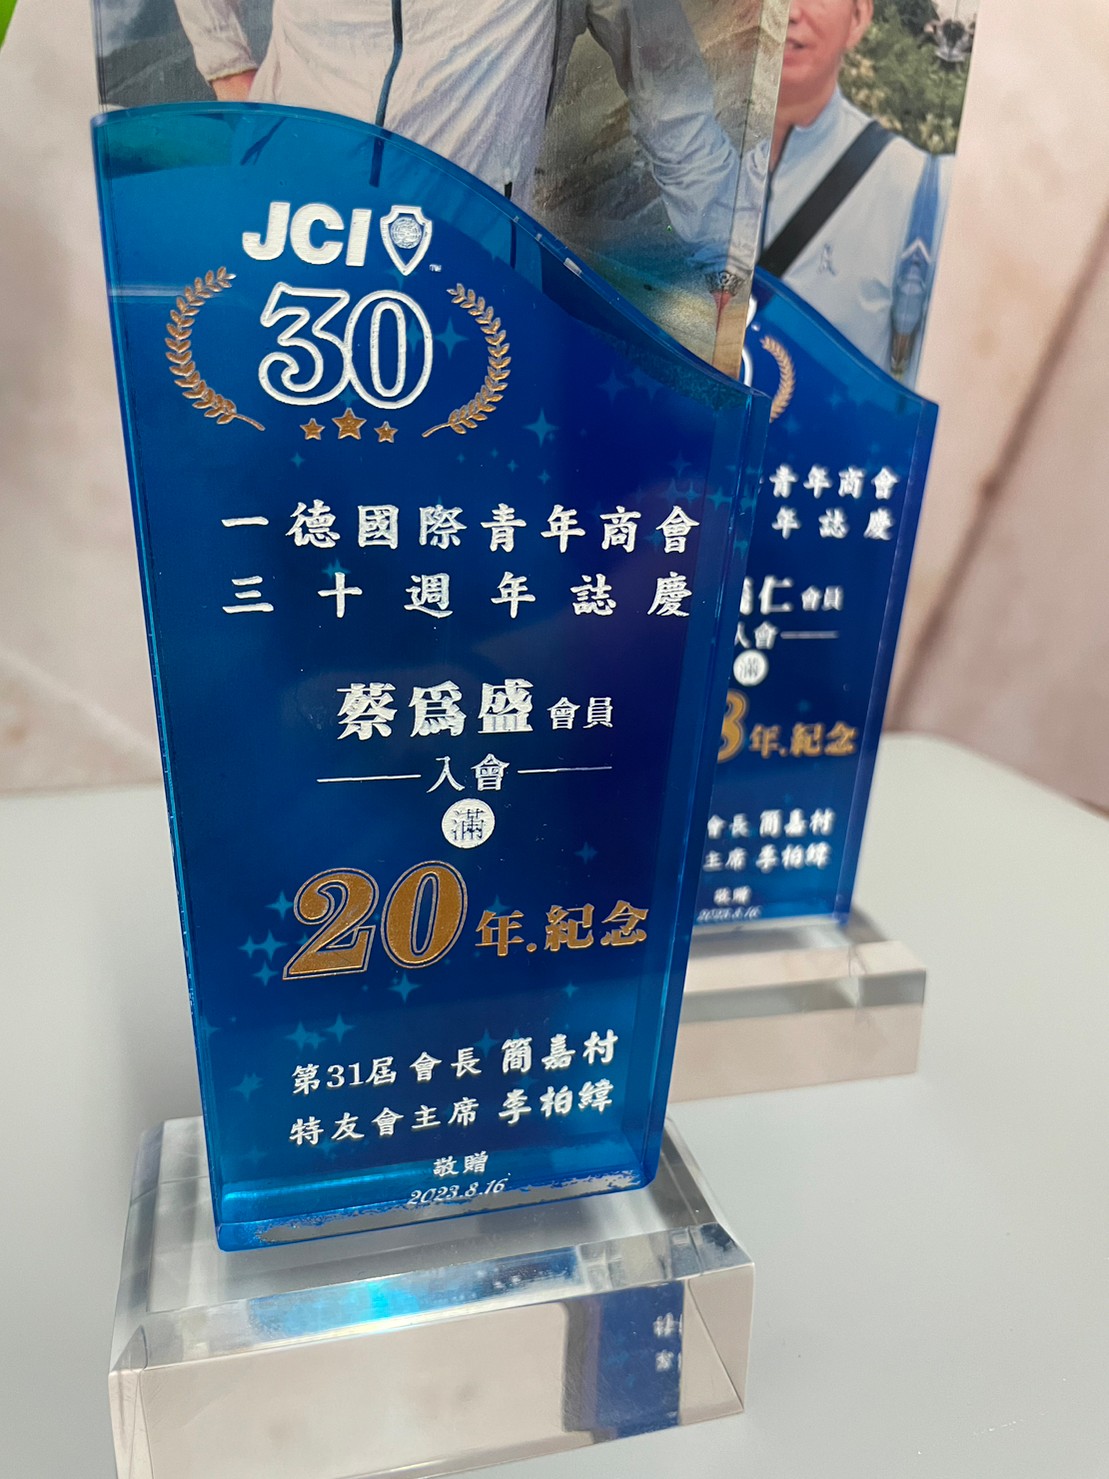 JCI
30
一德國際青年商會
三十週年誌慶
蔡爲盛會員
入會
滿
20年.紀念
第31屆會長 簡嘉村
特友會主席 李柏緯
敬贈
2023.8.16
青年商會
年誌慶
仁會員
入會
滿
3年.紀念
會長 簡嘉村
主席 李柏緯
敬贈
2023.8.16